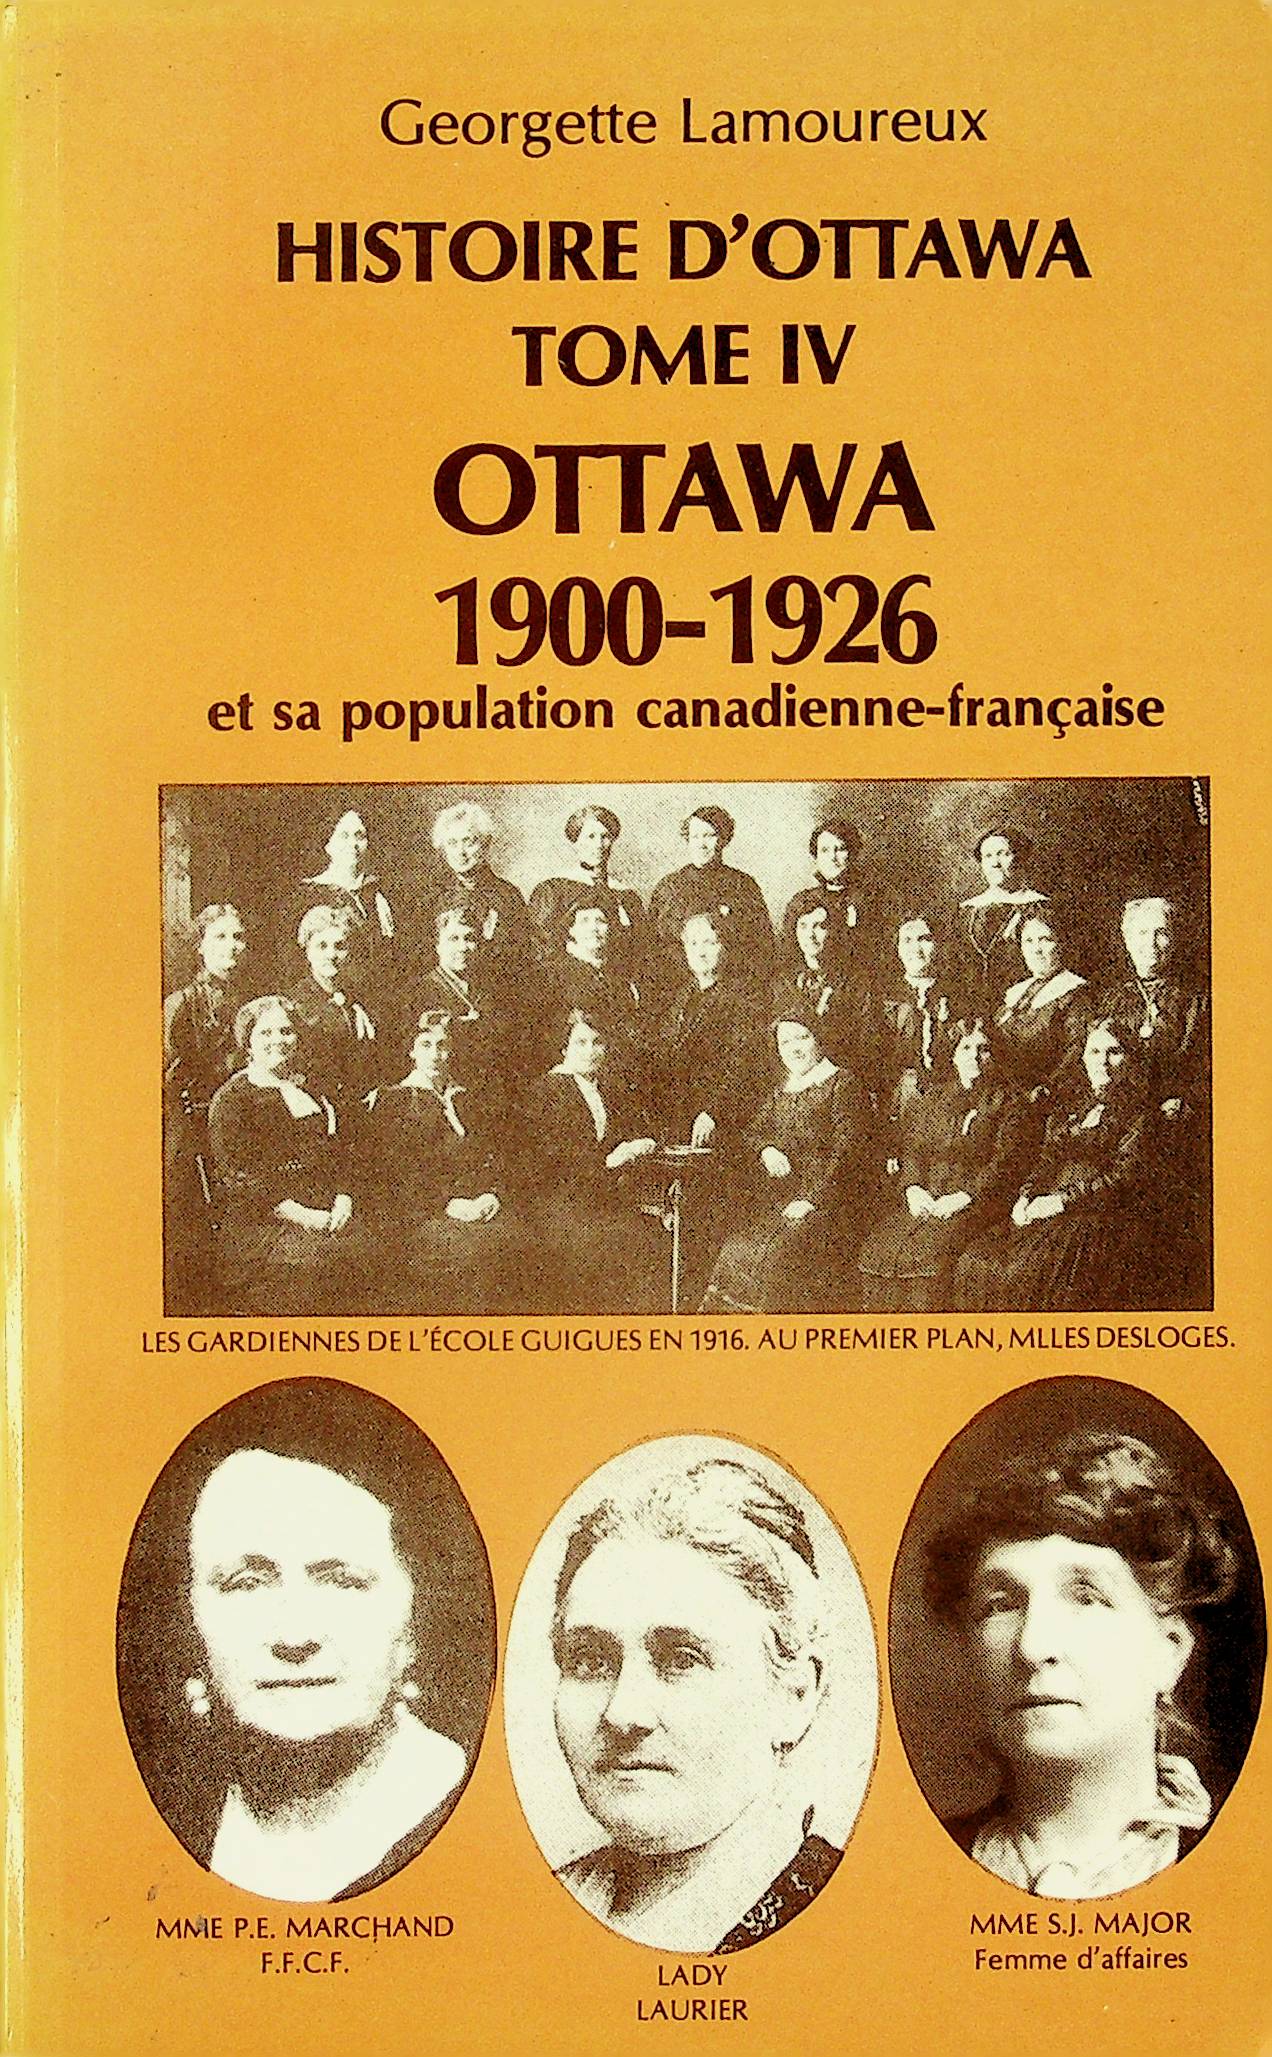 Georgette Lamoureux
HISTOIRE D'OTTAWA
TOME IV
OTTAWA
1900-1926
et sa population canadienne-française
LES GARDIENNES DE L'ÉCOLE GUIGUES EN 1916. AU PREMIER PLAN, MLLES DESLOGES.
MME P.E. MARCHAND
F.F.C.F.
LADY
LAURIER
MME S.J. MAJOR
Femme d'affaires